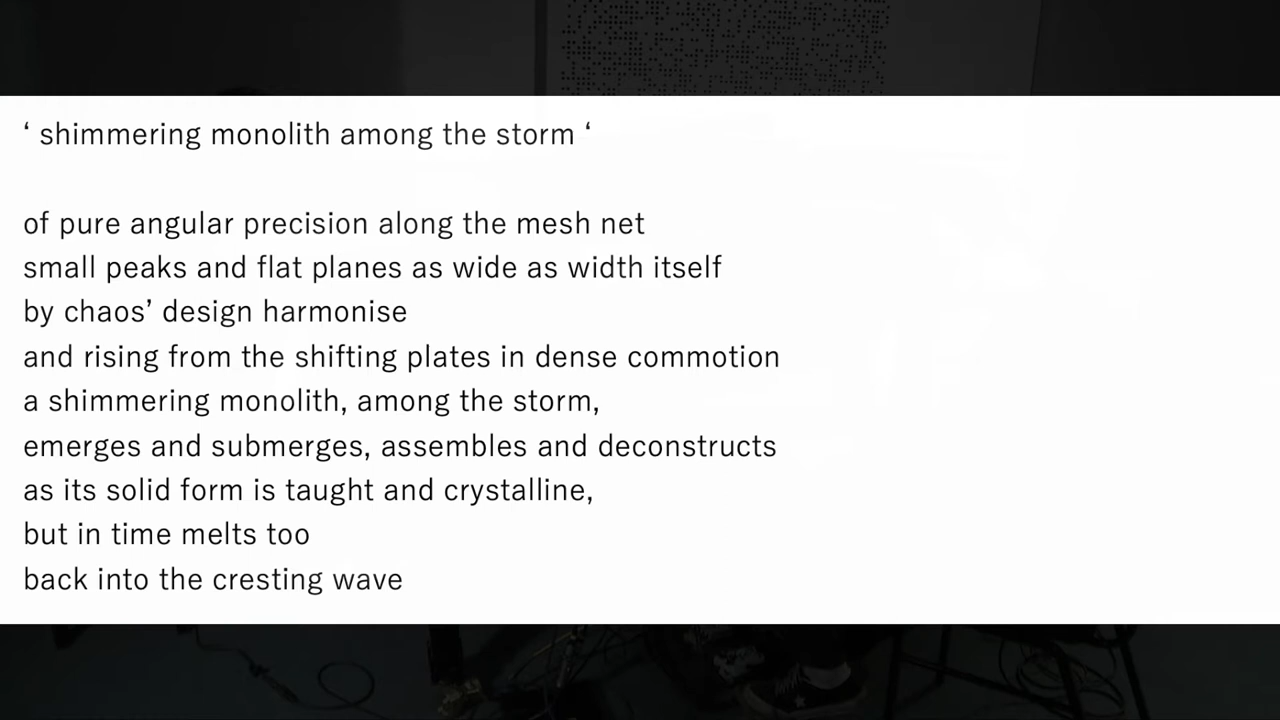 ‘ shimmering monolith among the storm ‘
of pure angular precision along the mesh net
small peaks and flat planes as wide as width itself
by chaos’ design harmonise
and rising from the shifting plates in dense commotion
a shimmering monolith, among the storm,
emerges and submerges, assembles and deconstructs
as its solid form is taught and crystalline,
but in time melts too
back into the cresting wave